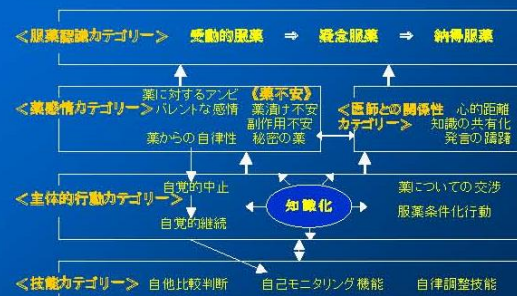 ＜服薬認識カテゴリー＞ 受動的服薬 ⇒ 疑念服薬 ⇒ 納得服薬
薬に対するアンビ 《薬不安》
＜薬感情カテゴリー＞バレントな感情 薬漬け不安 ＜医師との関係性 心的距離
副作用不安 カテゴリー＞ 知識の共有化
薬からの自律性 秘密の薬 発言の躊躇
自覚的中止 薬についての交渉
＜主体的行動カテゴリー＞ 知識化
自覚的継続 服薬条件化行動
＜技能カテゴリー＞ 自他比較判断 自己モニタリング機能 自律調整技能